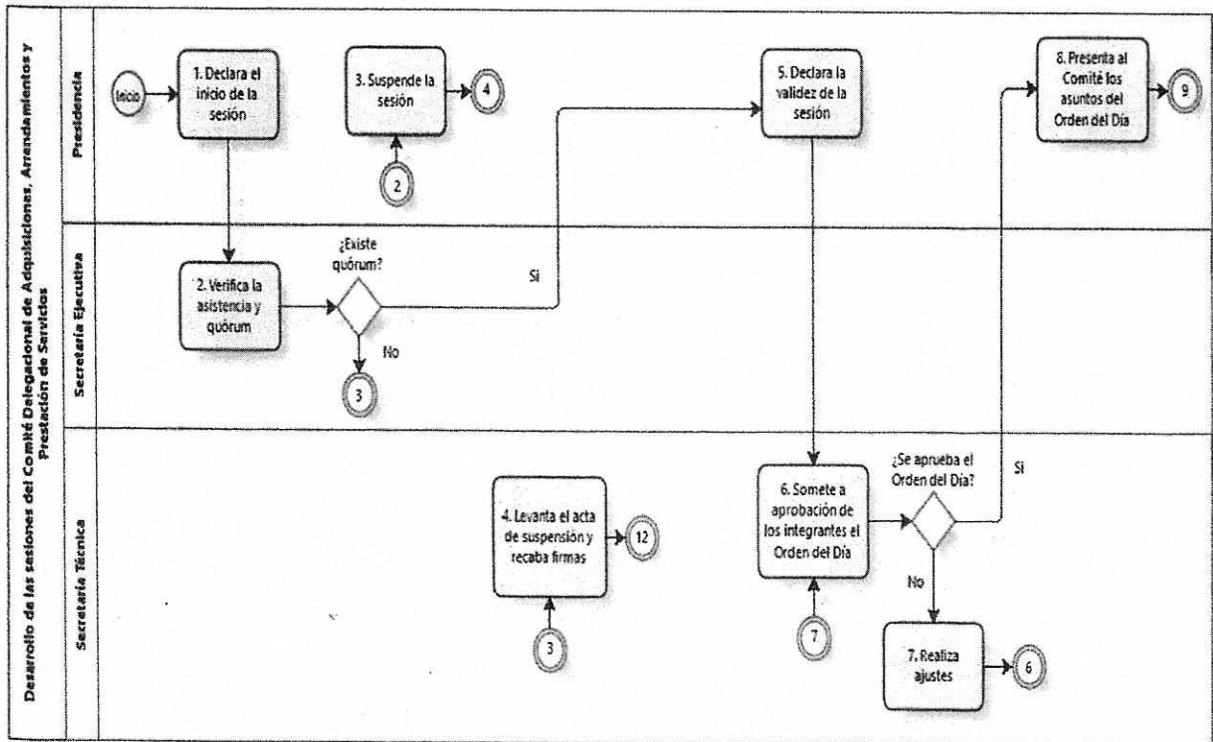 Desarrollo de las sesiones del Comité Delegacional de Adquisiciones, Arrendamientos y
Prestación de Servicios
Presidencia
Inicio
1. Declara el
inicio de la
sesión
3. Suspende la
sesión
4
2
5. Declara la
validez de la
sesión
8. Presenta al
Comité los
asuntos del
Orden del Día
9
Secretaría Ejecutiva
2. Verifica la
asistencia y
quórum
¿Existe
quórum?
Si
No
3
Secretaría Técnica
4. Levanta el acta
de suspensión y
recaba firmas
12
3
6. Somete a
aprobación de
los integrantes el
Orden del Día
7
¿Se aprueba el
Orden del Día?
Si
No
7. Realiza
ajustes
6